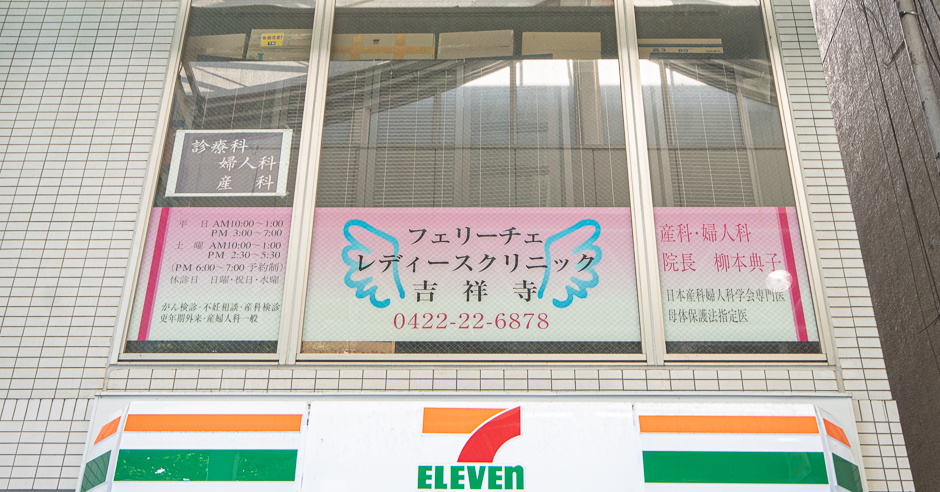 診療科
婦人科
産 科
平 日 AM10:00~1:00
PM 3:00~7:00
土 曜 AM10:00~1:00
PM 2:30~5:30
(PM 6:00~7:00 予約制)
休診日 日曜・祝日・水曜
がん検診・不妊相談・産科検診
更年期外来・産婦人科一般
フェリーチェ
レディースクリニック
吉祥寺
0422-22-6878
産科・婦人科
院長 柳本典子
日本産科婦人科学会専門医
母体保護法指定医
7
ELEVEn